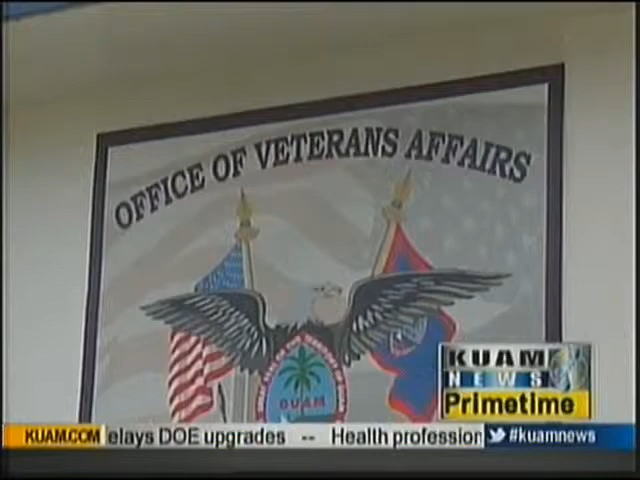 OFFICE OF VETERANS AFFAIRS
GUAM
KUAM
NEWS
Primetime
KUAM.COM elays DOE upgrades -- Health profession #kuamnews